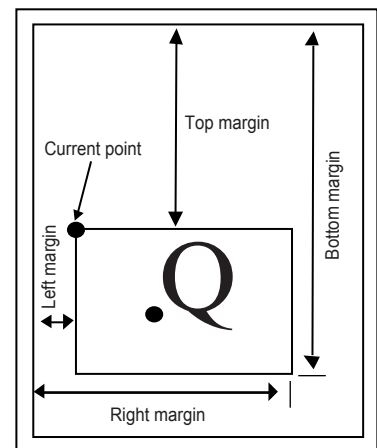 Top margin
Current point
Bottom margin
Left margin
Q
Right margin